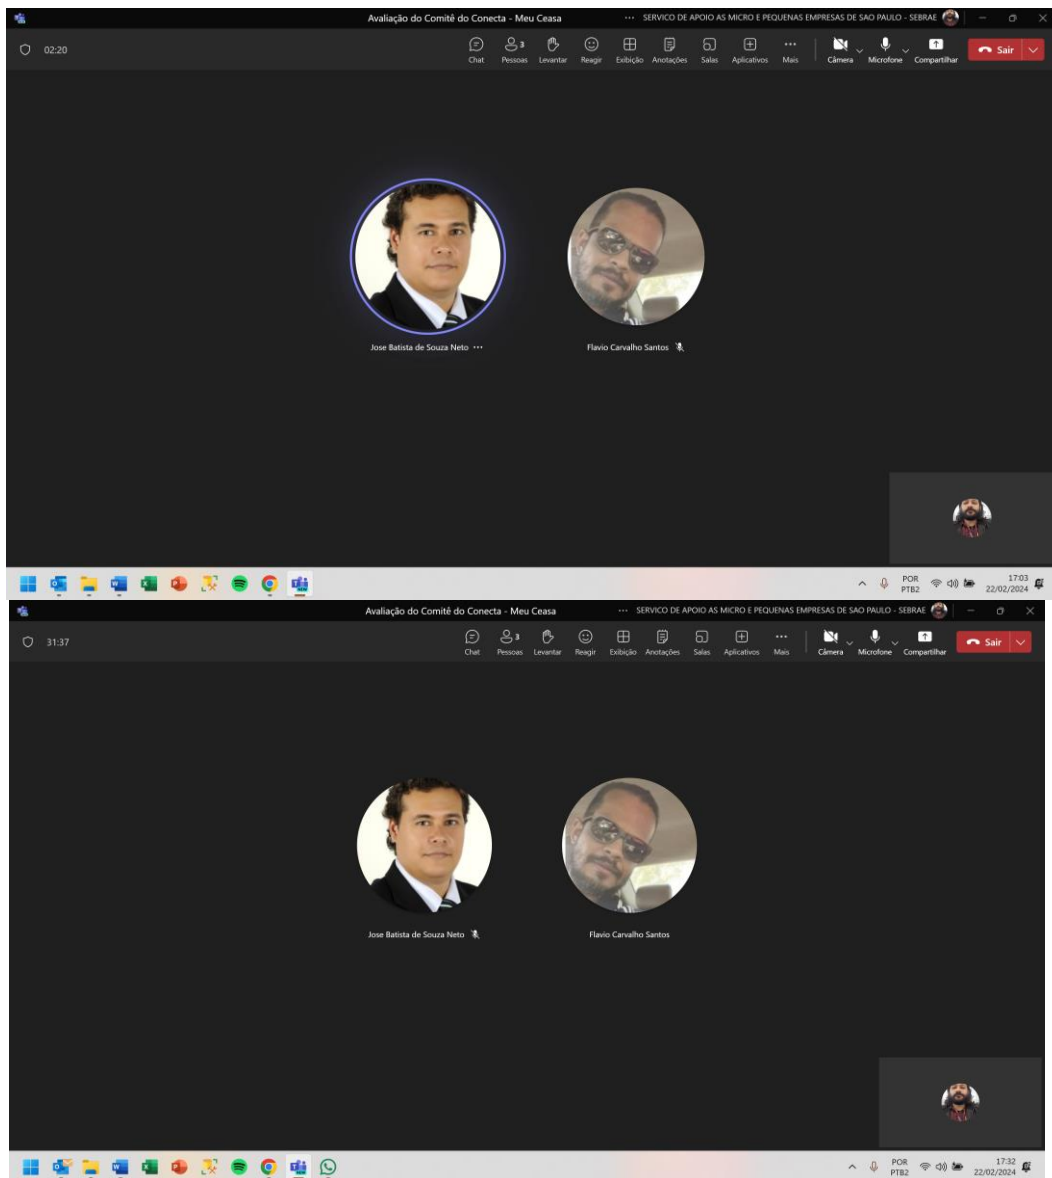 Avaliação do Comitê do Conecta - Meu Ceasa ··· SERVICO DE APOIO AS MICRO E PEQUENAS EMPRESAS DE SAO PAULO - SEBRAE
02:20
3
Chat Pessoas Levantar Reagir Exibição Anotações Salas Aplicativos Mais Câmera Microfone Compartilhar Sair
Jose Batista de Souza Neto ··· Flavio Carvalho Santos
POR 17:03
PTB2 22/02/2024
Avaliação do Comitê do Conecta - Meu Ceasa ··· SERVICO DE APOIO AS MICRO E PEQUENAS EMPRESAS DE SAO PAULO - SEBRAE
31:37
3
Chat Pessoas Levantar Reagir Exibição Anotações Salas Aplicativos Mais Câmera Microfone Compartilhar Sair
Jose Batista de Souza Neto Flavio Carvalho Santos
POR 17:32
PTB2 22/02/2024